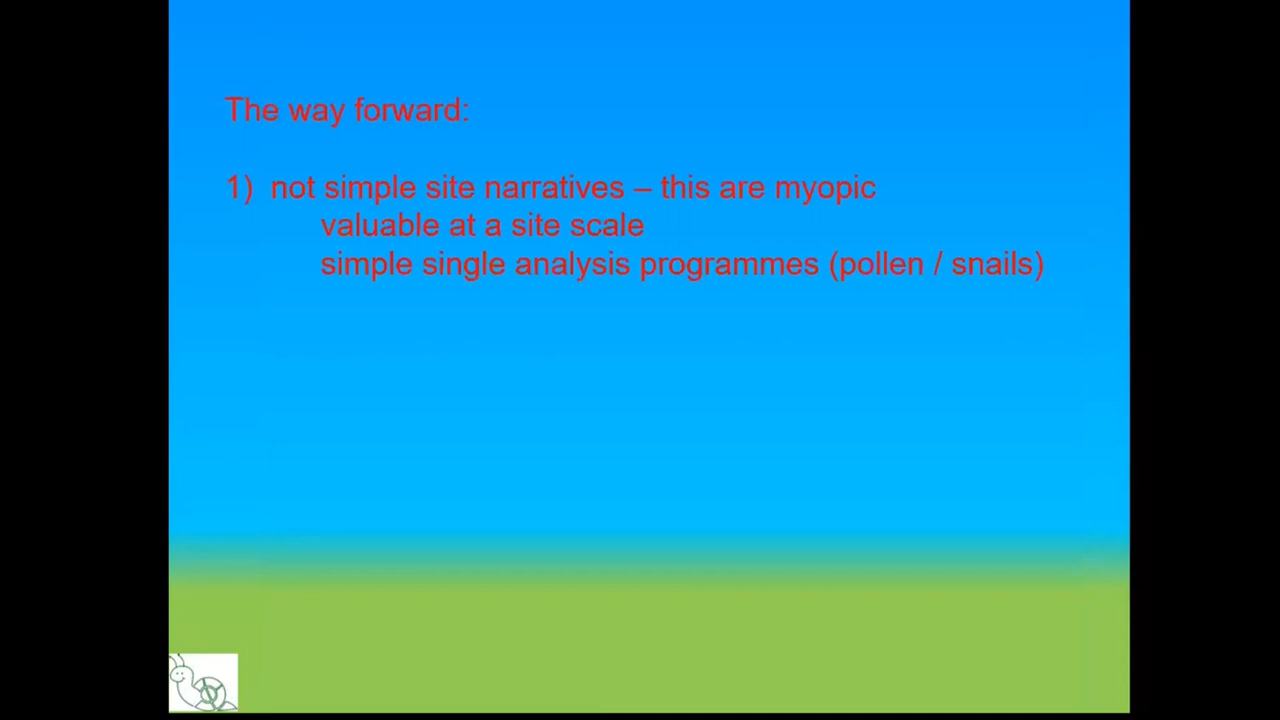 The way forward:
1) not simple site narratives – this are myopic
valuable at a site scale
simple single analysis programmes (pollen / snails)